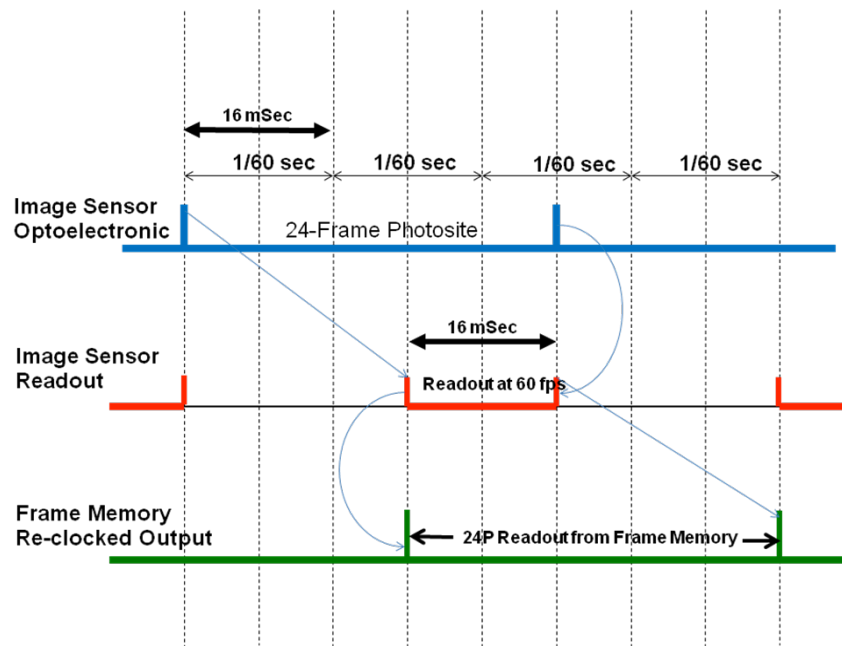 16 mSec
1/60 sec
1/60 sec
1/60 sec
1/60 sec
Image Sensor
Optoelectronic
24-Frame Photosite
16 mSec
Image Sensor
Readout
Readout at 60 fps
Frame Memory
Re-clocked Output
24P Readout from Frame Memory